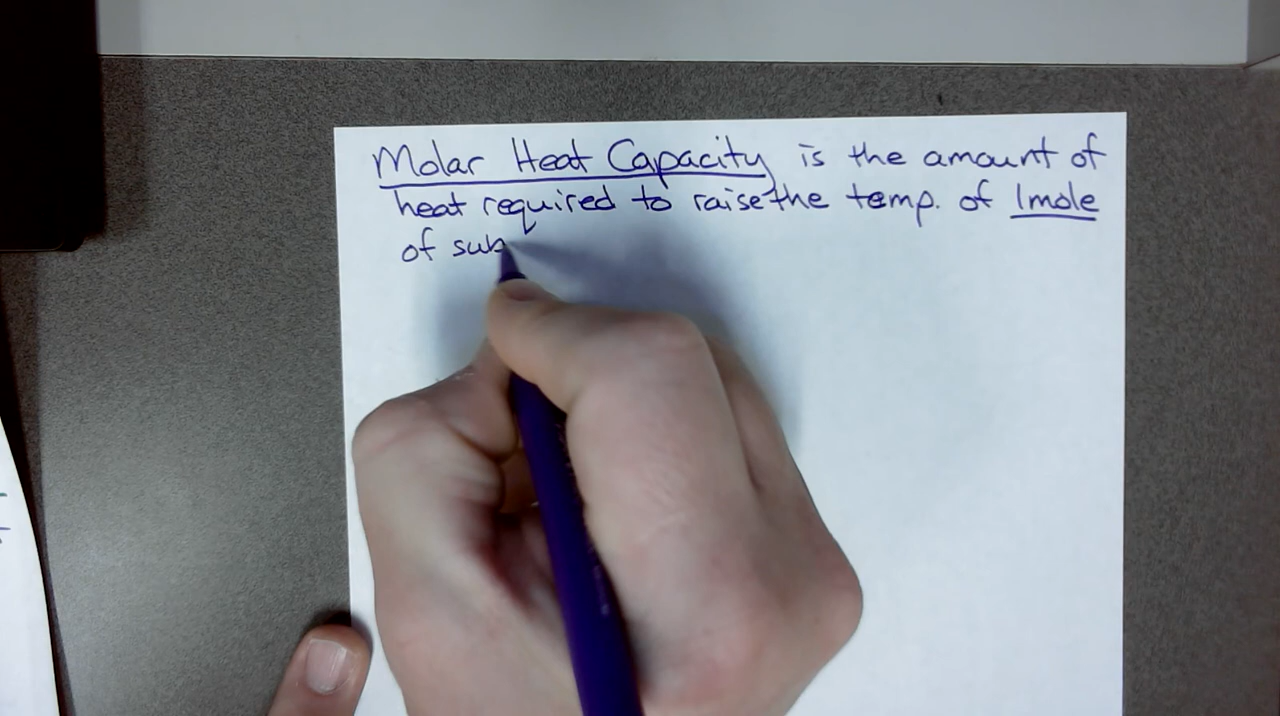 Molar Heat Capacity is the amount of
heat required to raise the temp. of 1mole
of sub